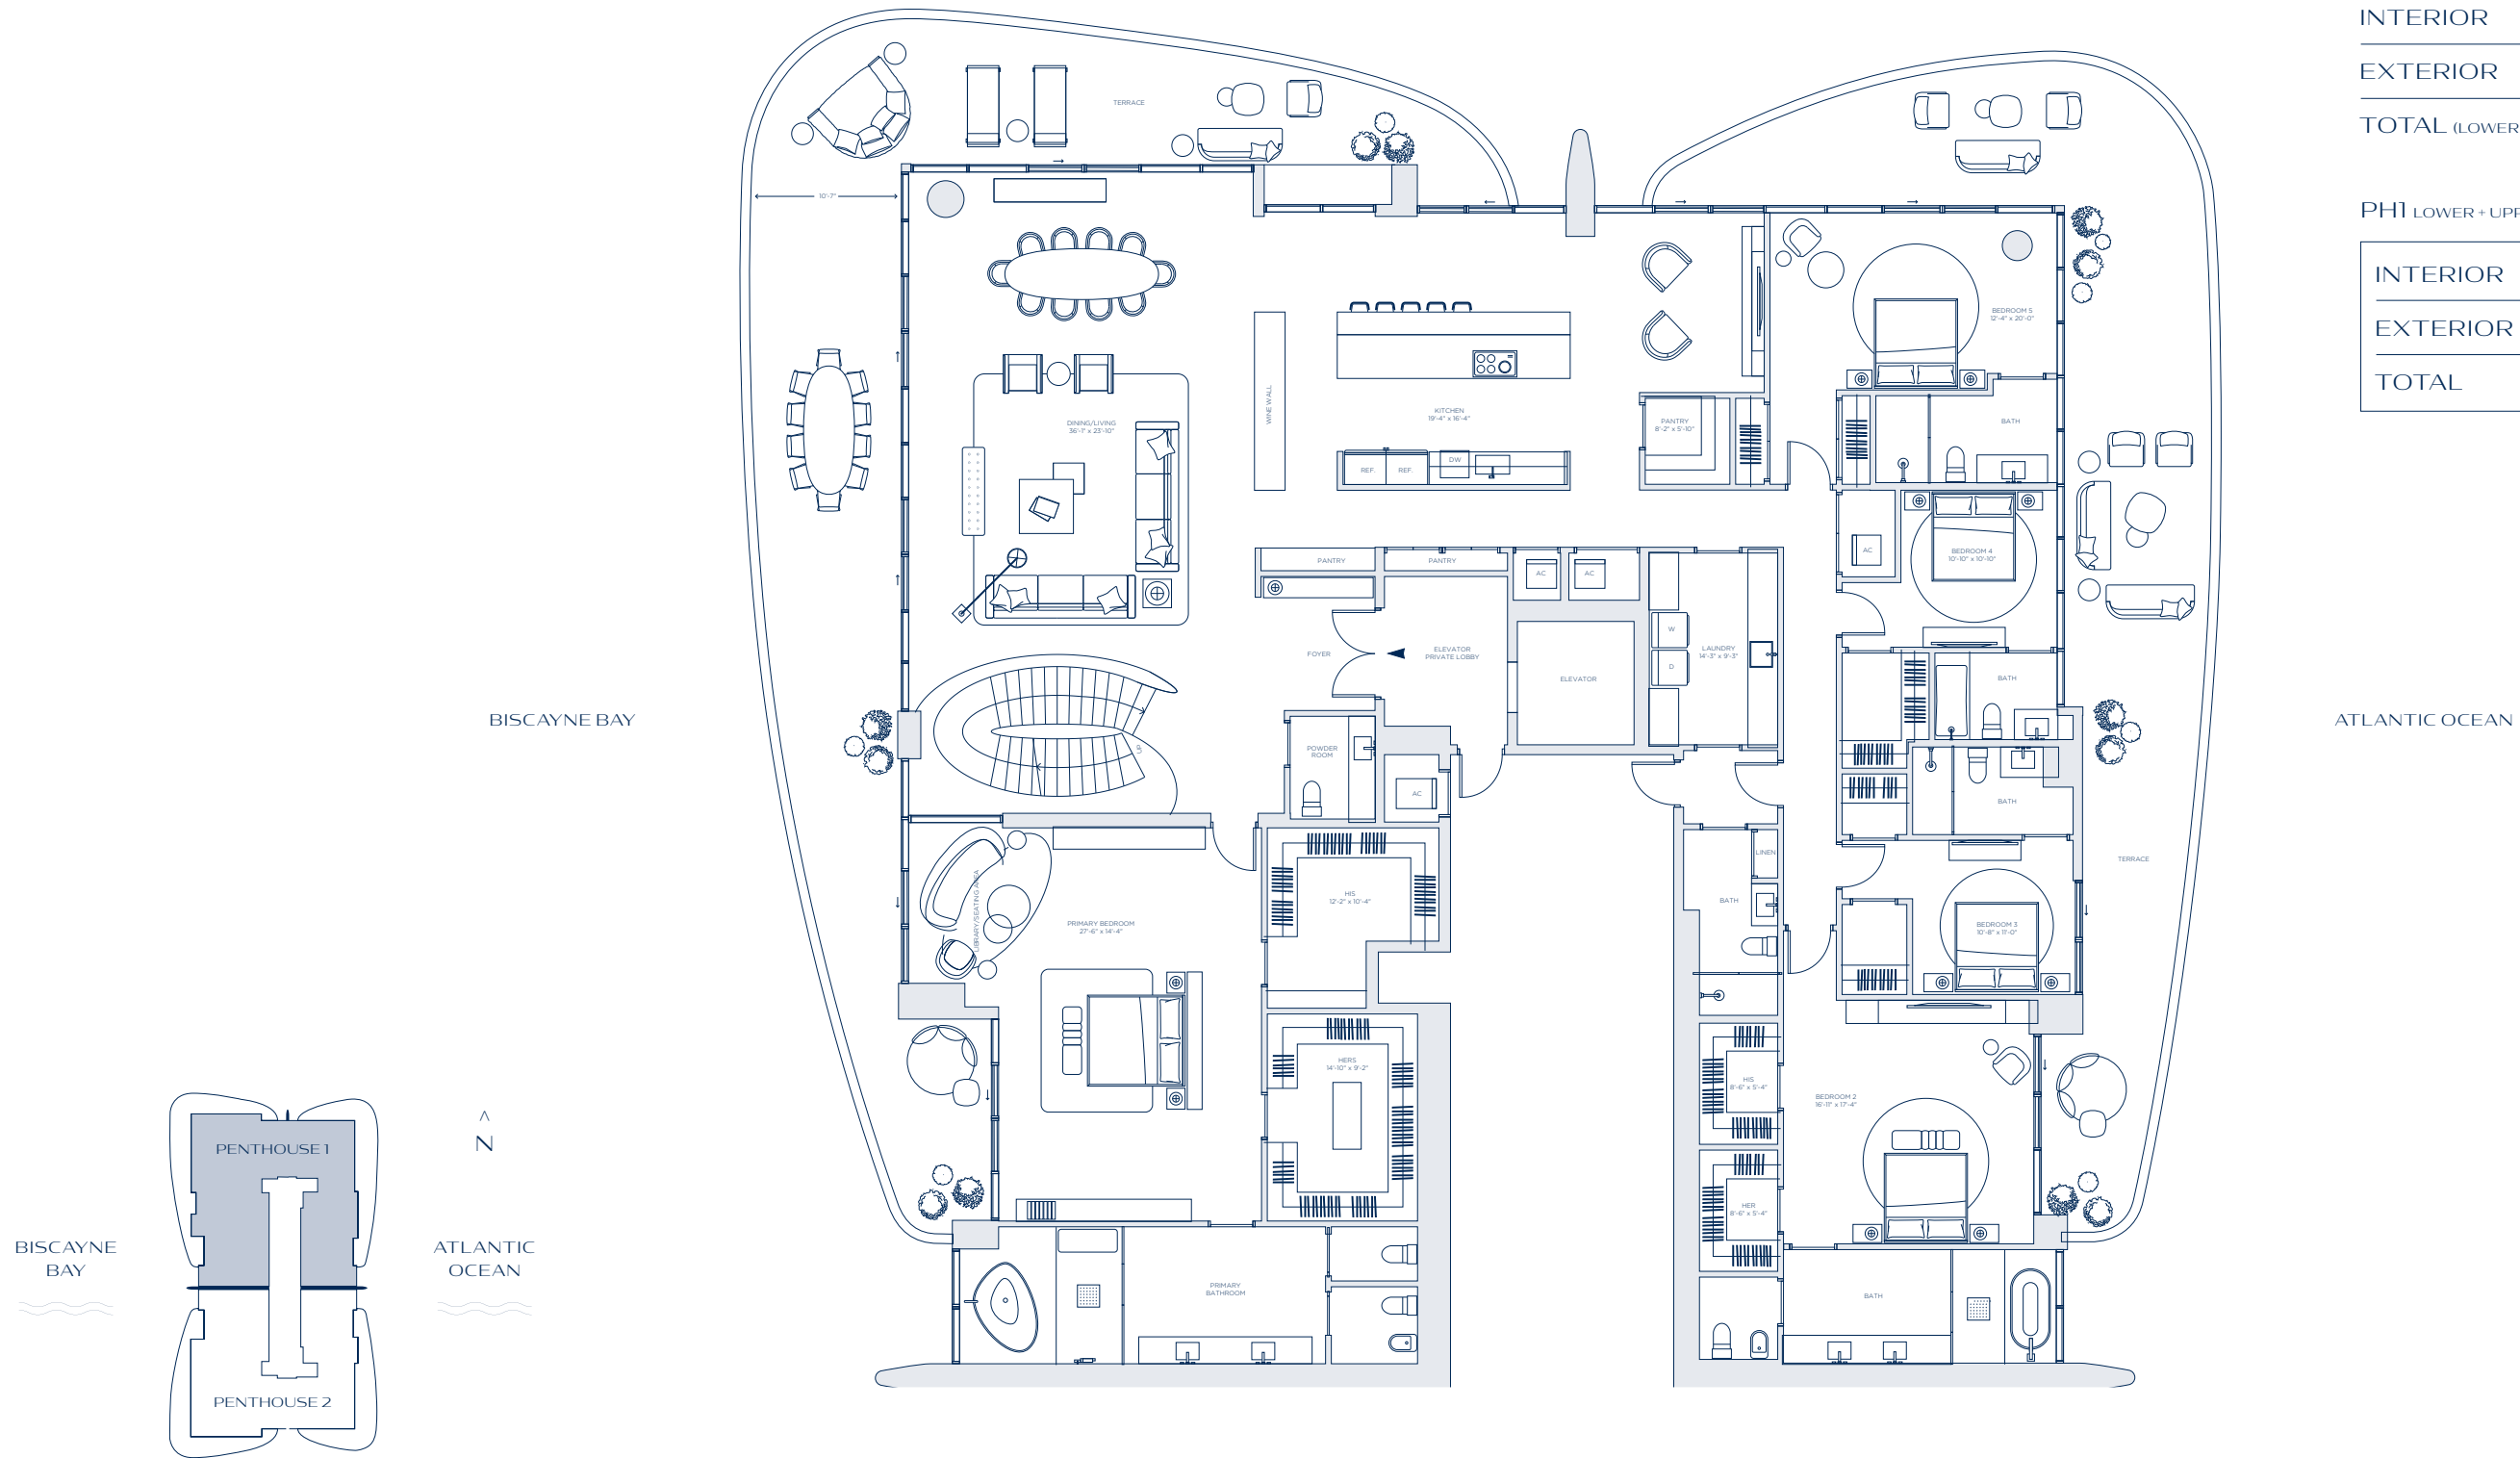 INTERIOR
EXTERIOR
TOTAL (LOWER
PH1 LOWER + UPP
INTERIOR
EXTERIOR
TOTAL
TERRACE
10'-7"
BEDROOM 5
12'-4" x 20'-0"
DINING/LIVING
36'-1" x 23'-10"
WINE WALL
KITCHEN
19'-4" x 16'-4"
PANTRY
8'-2" x 5'-10"
BATH
REF.
REF.
DW
PANTRY
PANTRY
AC
AC
AC
BEDROOM 4
10'-10" x 10'-10"
W
D
LAUNDRY
14'-3" x 9'-3"
FOYER
ELEVATOR
PRIVATE LOBBY
ELEVATOR
BATH
BISCAYNE BAY
ATLANTIC OCEAN
UP
POWDER
ROOM
AC
BATH
TERRACE
LINEN
BATH
LIBRARY/SEATING AREA
PRIMARY BEDROOM
27'-6" x 14'-4"
HIS
12'-2" x 10'-4"
BEDROOM 3
10'-8" x 11'-0"
HERS
14'-10" x 9'-2"
HIS
8'-6" x 5'-4"
BEDROOM 2
16'-11" x 17'-4"
HER
8'-6" x 5'-4"
PRIMARY
BATHROOM
BATH
N
PENTHOUSE 1
BISCAYNE
BAY
ATLANTIC
OCEAN
PENTHOUSE 2